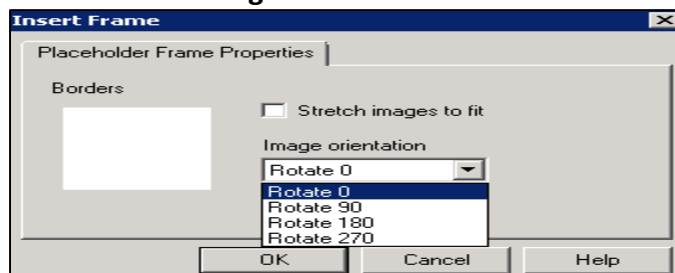 Insert Frame
Placeholder Frame Properties
Borders
Stretch images to fit
Image orientation
Rotate 0
Rotate 0
Rotate 90
Rotate 180
Rotate 270
OK Cancel Help